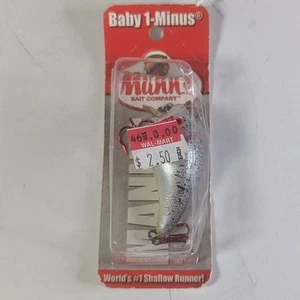 Baby 1-Minus®
Mann's
BAIT COMPANY
WAL-MART
$ 2.50
MANN
World's #1 Shallow Runner!